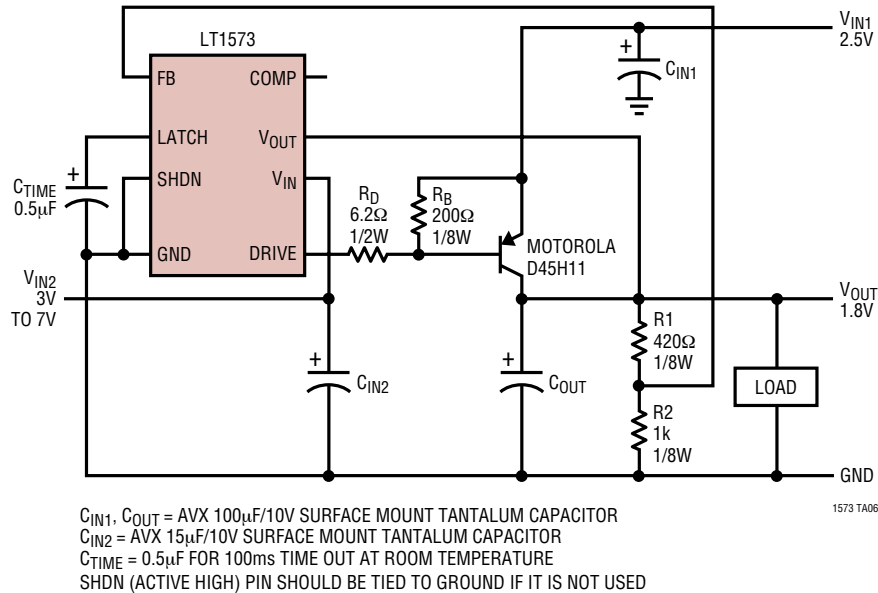 LT1573
FB
COMP
LATCH
VOUT
SHDN
VIN
GND
DRIVE
CTIME
0.5µF
+
VIN2
3V
TO 7V
RD
6.2Ω
1/2W
RB
200Ω
1/8W
MOTOROLA
D45H11
+
CIN1
VIN1
2.5V
VOUT
1.8V
R1
420Ω
1/8W
R2
1k
1/8W
LOAD
+
CIN2
+
COUT
GND
1573 TA06
CIN1, COUT = AVX 100µF/10V SURFACE MOUNT TANTALUM CAPACITOR
CIN2 = AVX 15µF/10V SURFACE MOUNT TANTALUM CAPACITOR
CTIME = 0.5µF FOR 100ms TIME OUT AT ROOM TEMPERATURE
SHDN (ACTIVE HIGH) PIN SHOULD BE TIED TO GROUND IF IT IS NOT USED